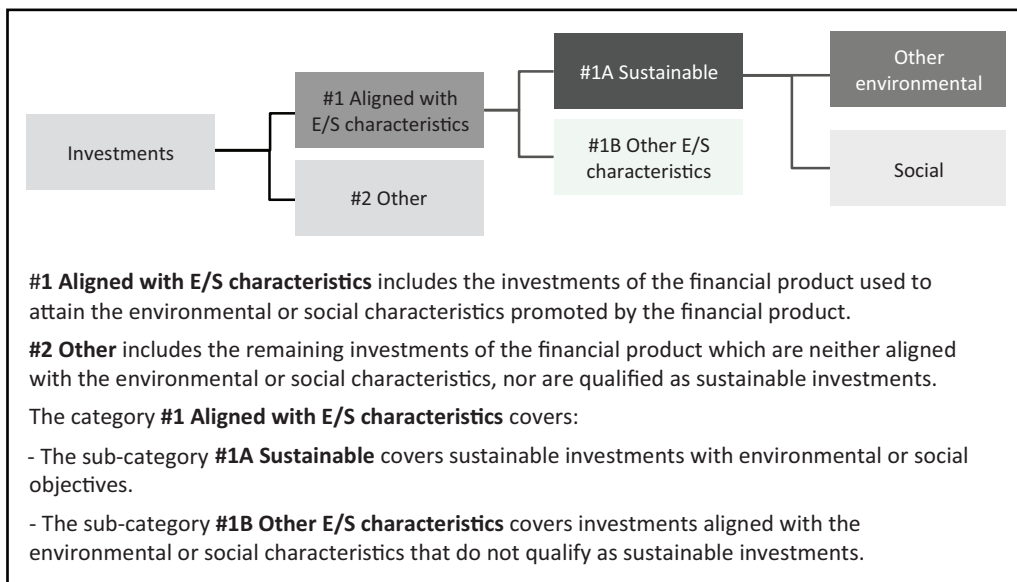 Investments
#1 Aligned with
E/S characteristics
#2 Other
#1A Sustainable
#1B Other E/S
characteristics
Other
environmental
Social
#1 Aligned with E/S characteristics includes the investments of the financial product used to
attain the environmental or social characteristics promoted by the financial product.
#2 Other includes the remaining investments of the financial product which are neither aligned
with the environmental or social characteristics, nor are qualified as sustainable investments.
The category #1 Aligned with E/S characteristics covers:
- The sub-category #1A Sustainable covers sustainable investments with environmental or social
objectives.
- The sub-category #1B Other E/S characteristics covers investments aligned with the
environmental or social characteristics that do not qualify as sustainable investments.